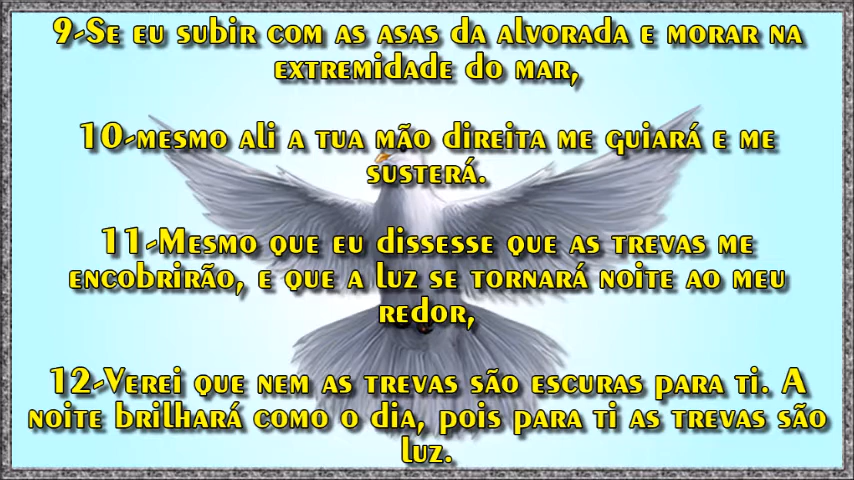 9-Se eu subir com as asas da alvorada e morar na
extremidade do mar,
10-mesmo ali a tua mão direita me guiará e me
susterá.
11-Mesmo que eu dissesse que as trevas me
encobrirão, e que a luz se tornará noite ao meu
redor,
12-Verei que nem as trevas são escuras para ti. A
noite brilhará como o dia, pois para ti as trevas são
luz.